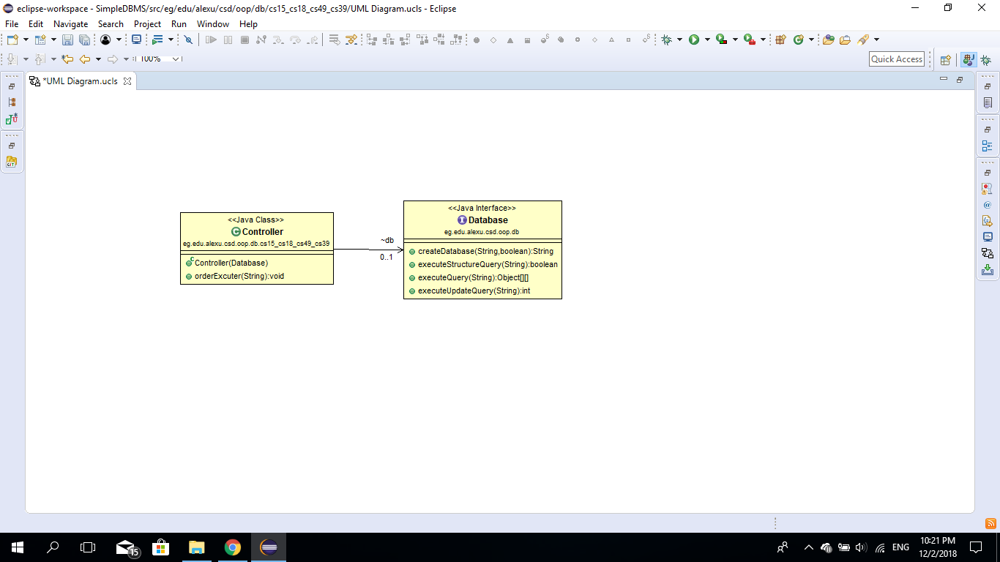 eclipse-workspace - SimpleDBMS/src/eg/edu/alexu/csd/oop/db/cs15_cs18_cs49_cs39/UML Diagram.ucls - Eclipse
File Edit Navigate Search Project Run Window Help
100%
Quick Access
*UML Diagram.ucls
<<Java Class>>
Controller
eg.edu.alexu.csd.oop.db.cs15_cs18_cs49_cs39
Controller(Database)
orderExcuter(String):void
~db
0..1
<<Java Interface>>
Database
eg.edu.alexu.csd.oop.db
createDatabase(String,boolean):String
executeStructureQuery(String):boolean
executeQuery(String):Object[][]
executeUpdateQuery(String):int
GIT
15
ENG
10:21 PM
12/2/2018